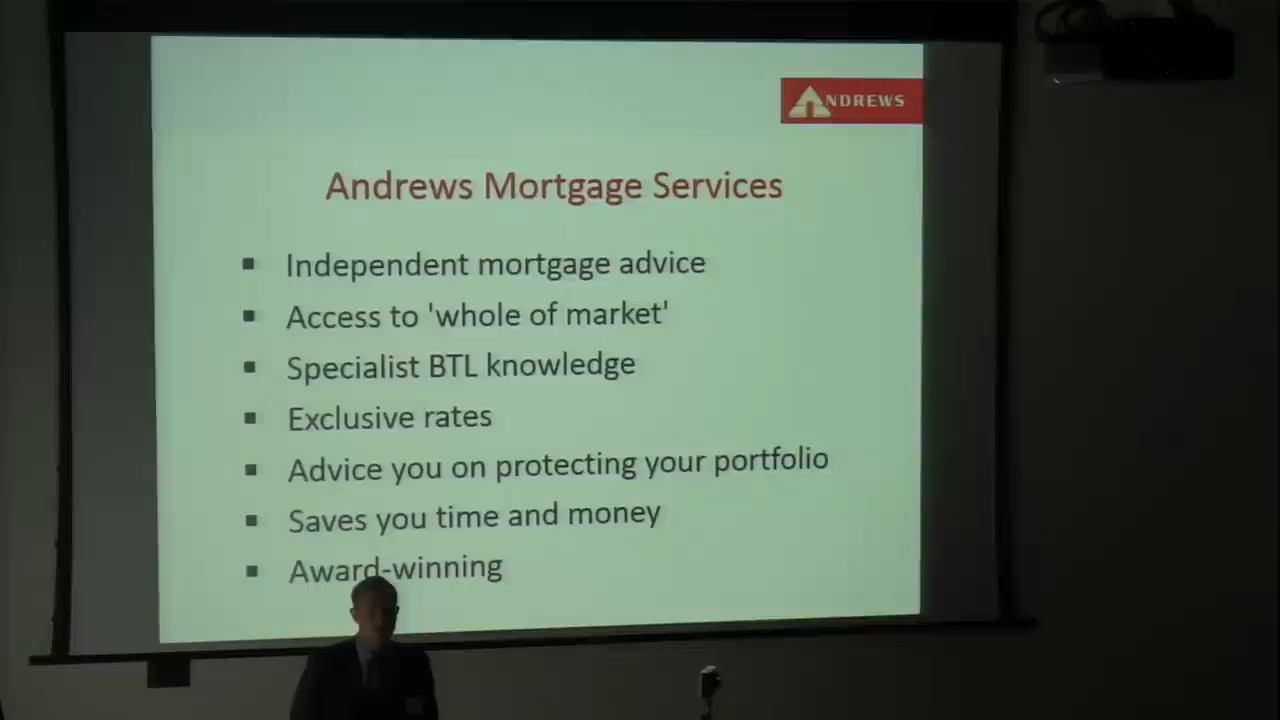 ANDREWS
Andrews Mortgage Services
▪ Independent mortgage advice
▪ Access to 'whole of market'
▪ Specialist BTL knowledge
▪ Exclusive rates
▪ Advice you on protecting your portfolio
▪ Saves you time and money
▪ Award-winning